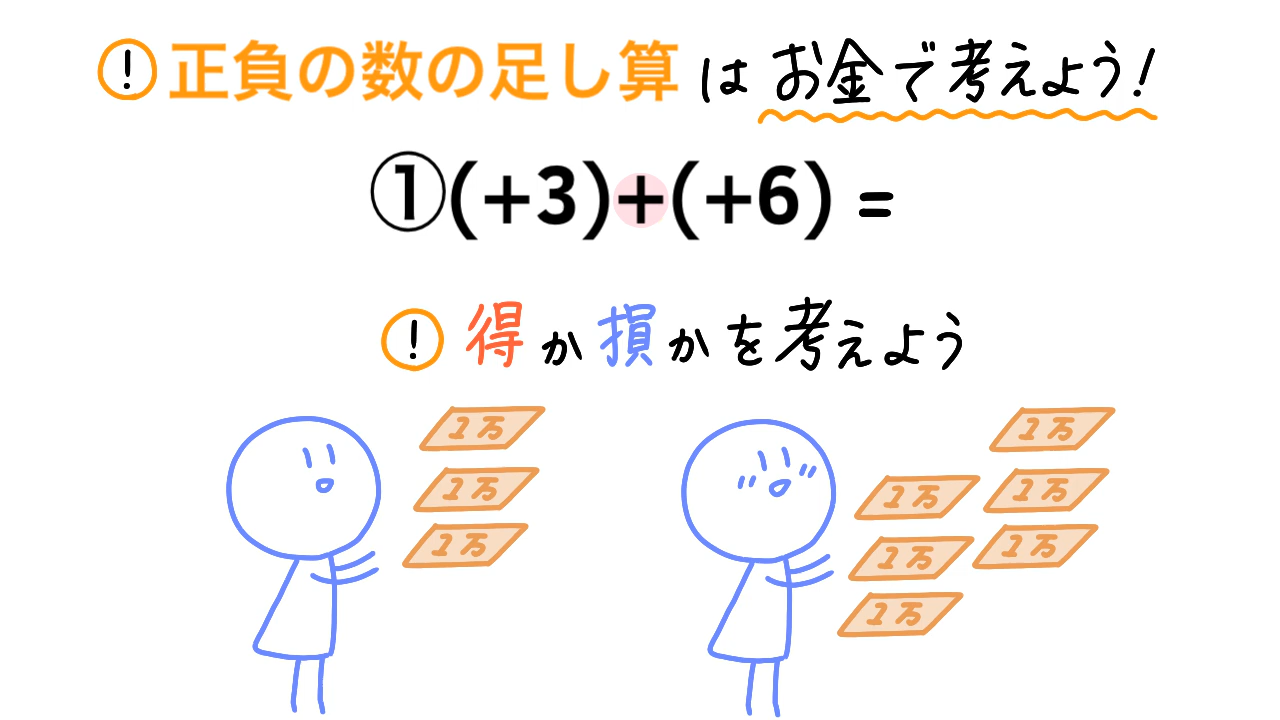 ! 正負の数の足し算 は お金で考えよう!
①(+3)+(+6) =
! 得か損かを考えよう
1万 1万
1万 1万 1万
1万 1万 1万
1万